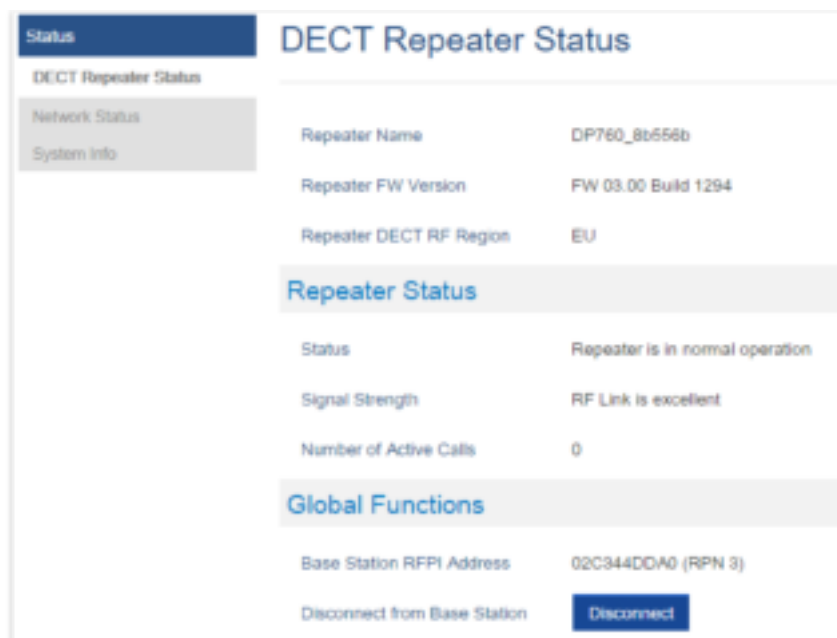 Status
DECT Repeater Status
Network Status
System Info
DECT Repeater Status
Repeater Name DP760_8b556b
Repeater FW Version FW 03.00 Build 1294
Repeater DECT RF Region EU
Repeater Status
Status Repeater is in normal operation
Signal Strength RF Link is excellent
Number of Active Calls 0
Global Functions
Base Station RFPI Address 02C344DDA0 (RPN 3)
Disconnect from Base Station Disconnect